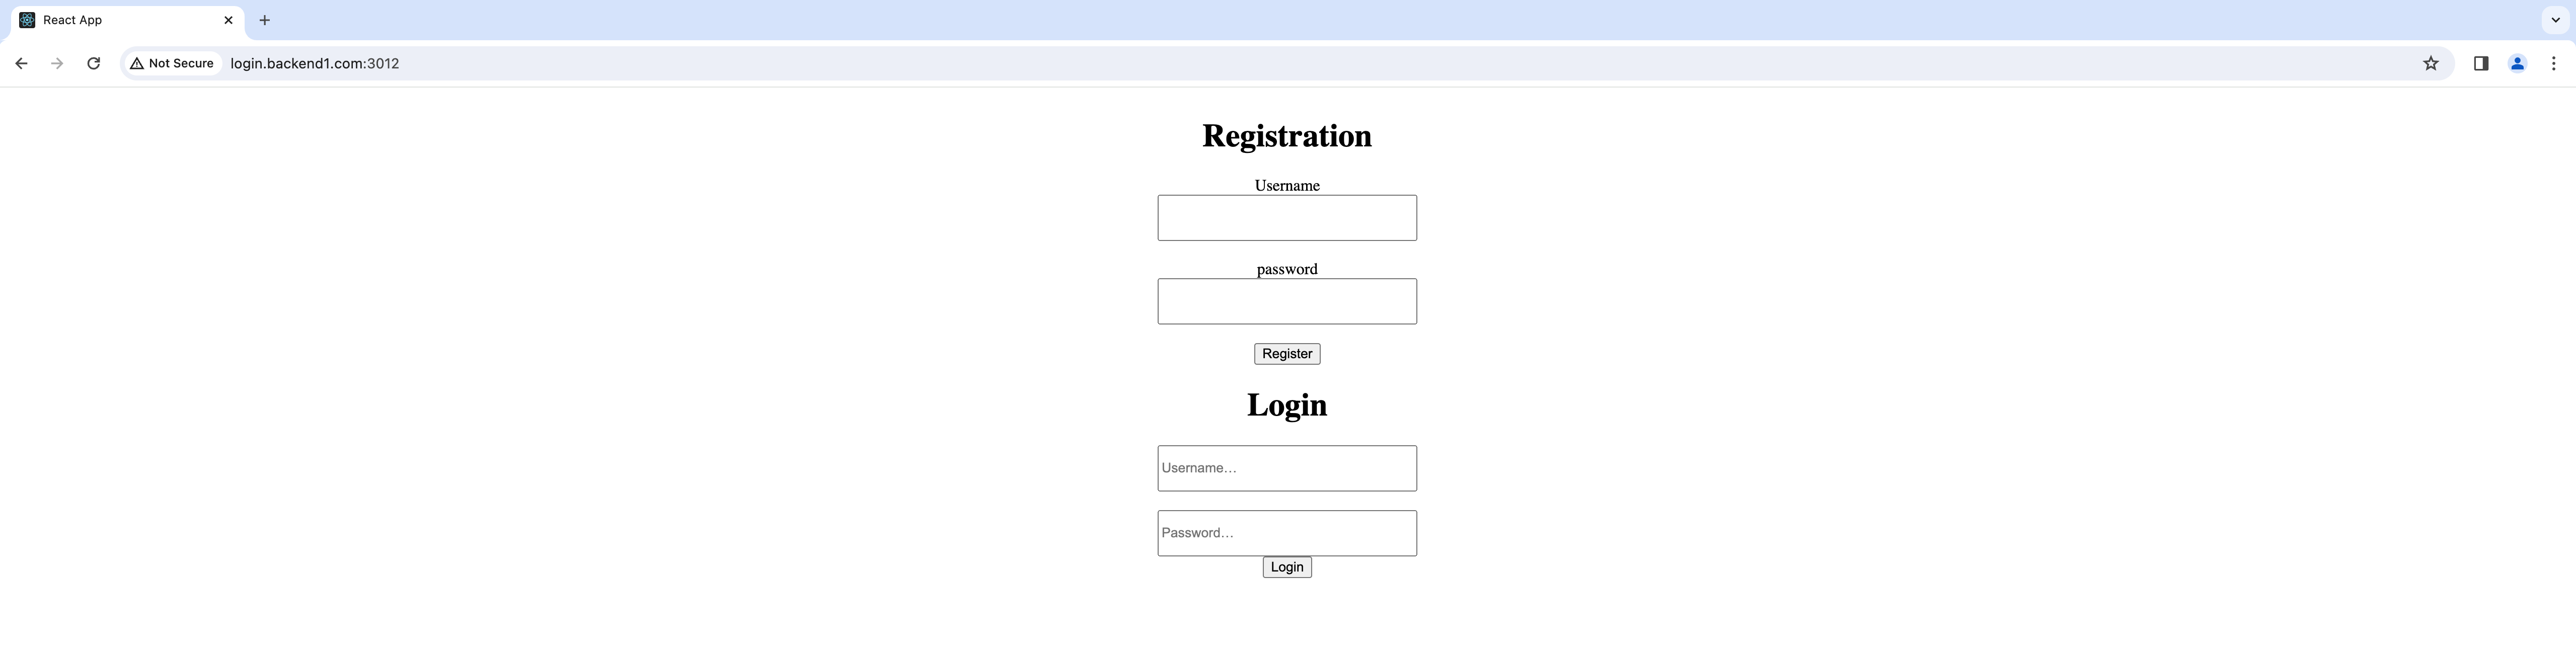 React App
Not Secure login.backend1.com:3012
Registration
Username
password
Register
Login
Username...
Password...
Login